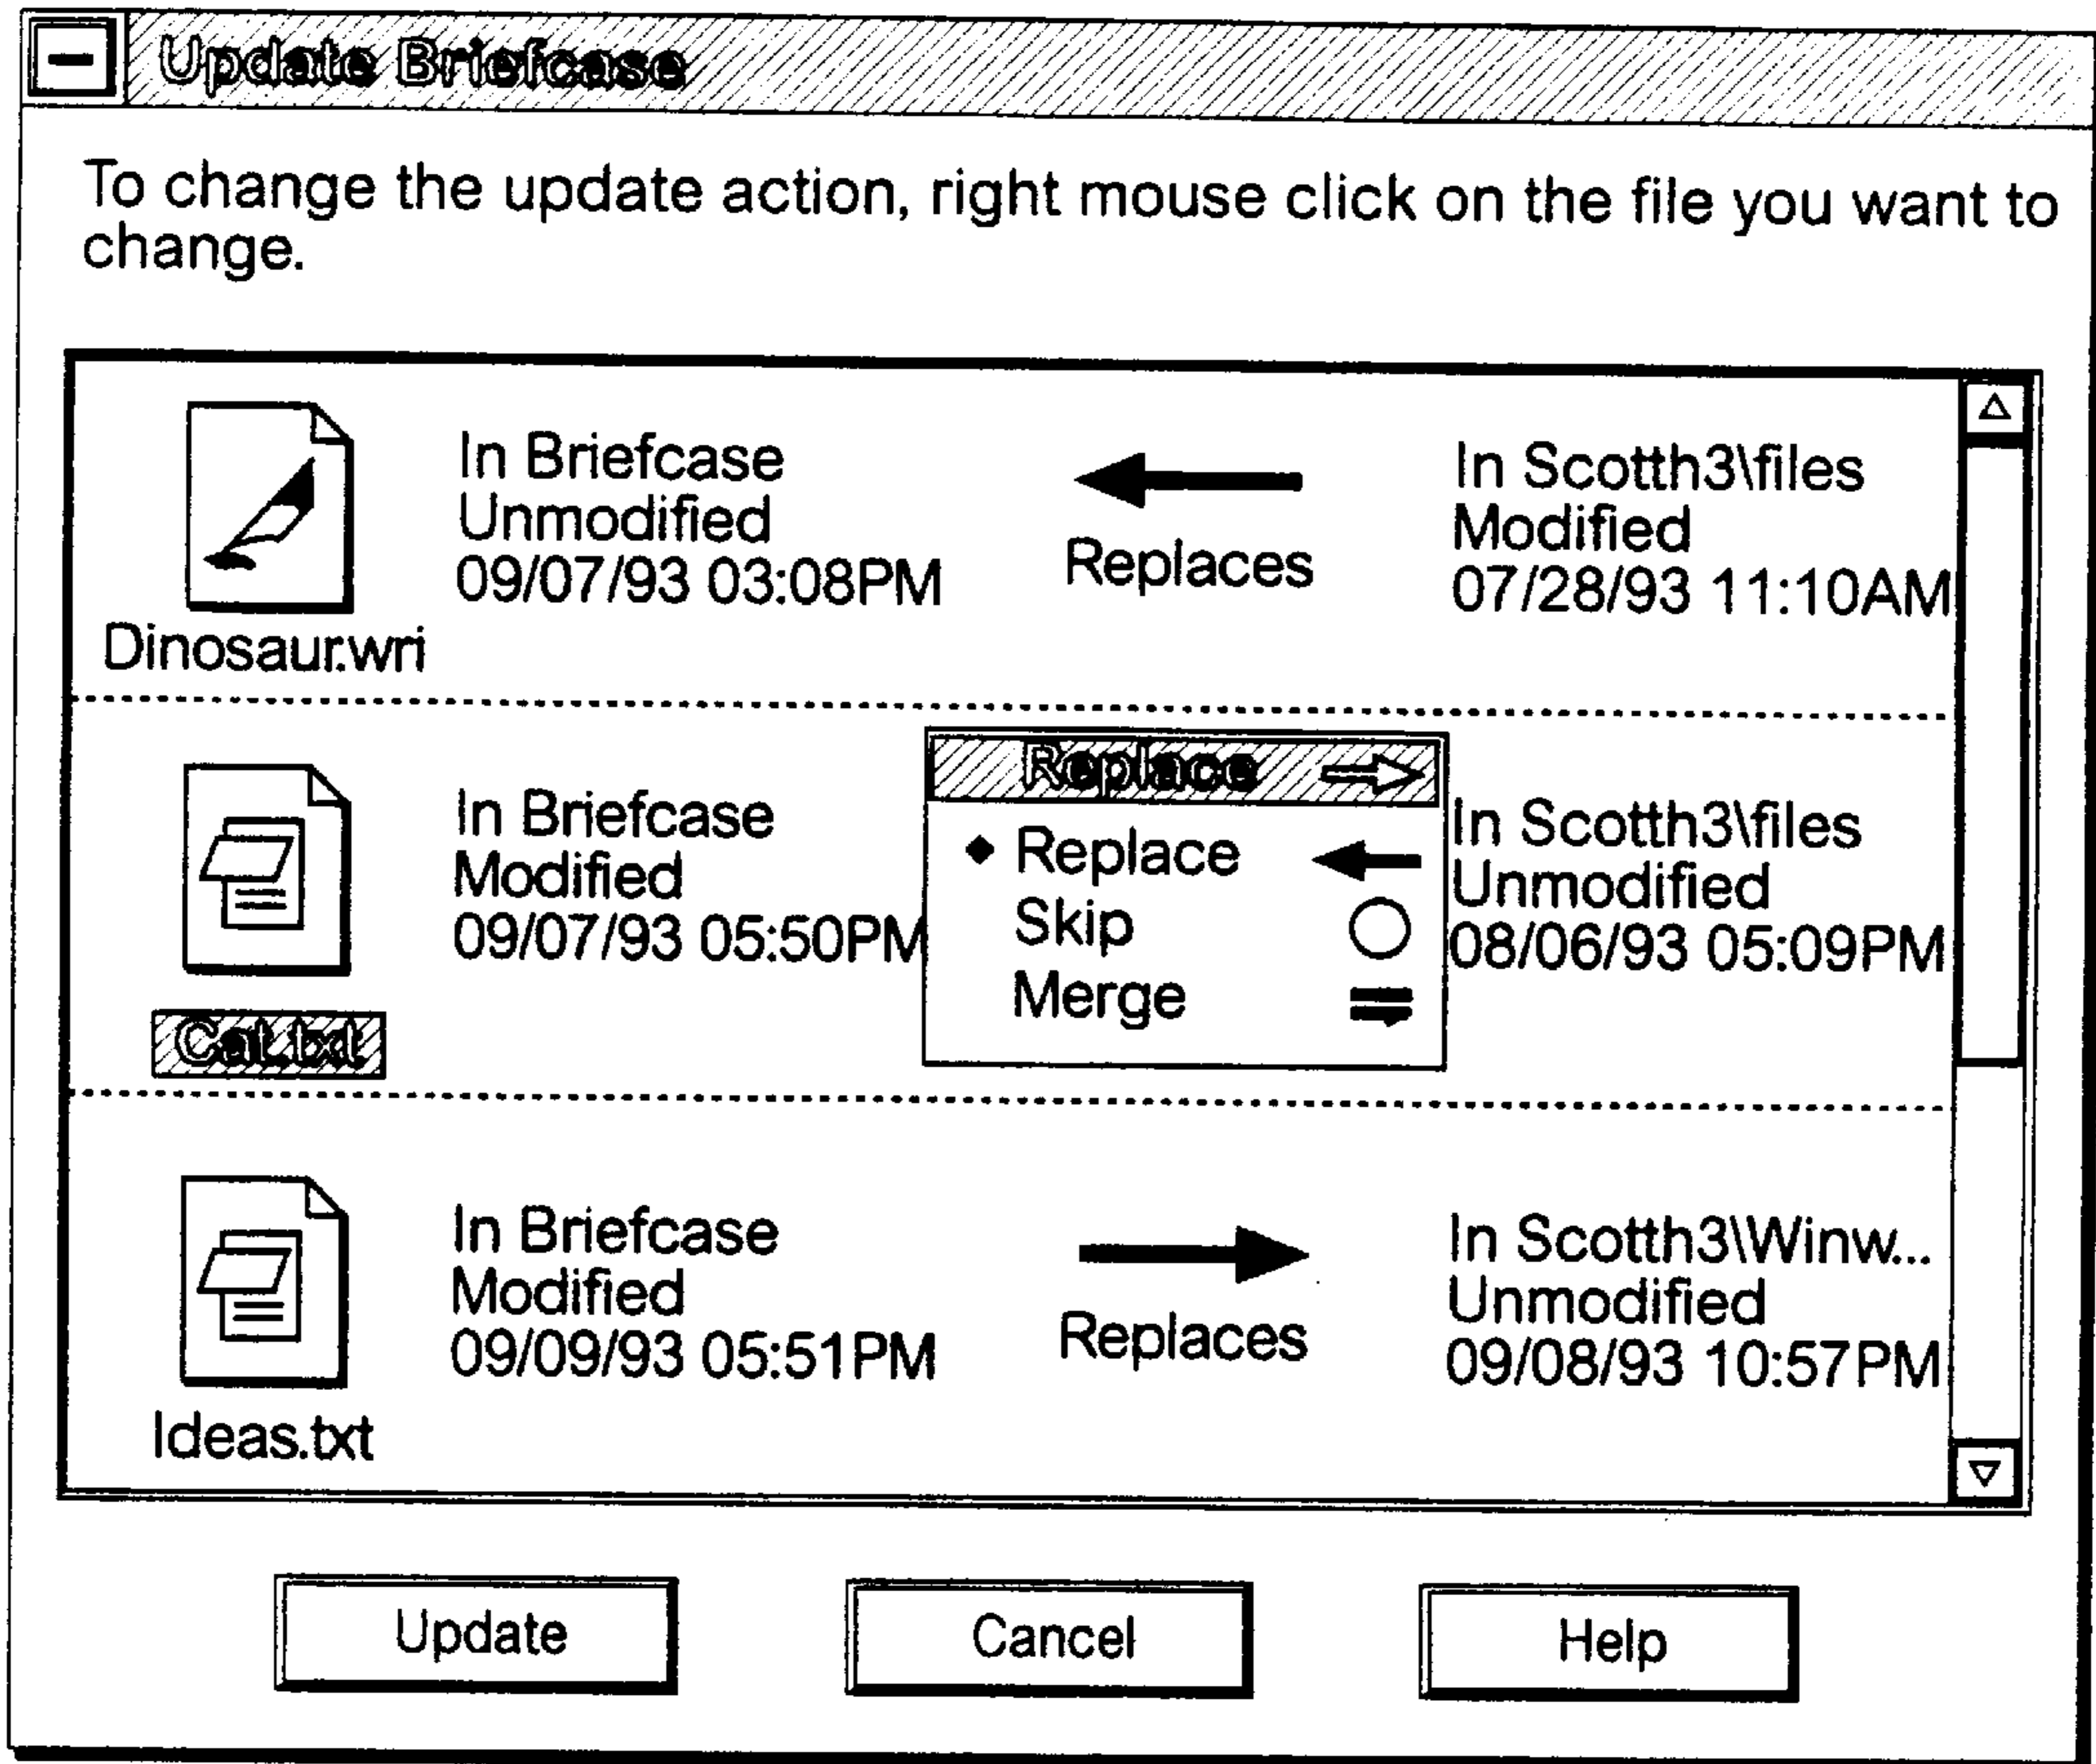 Update Briefcase
To change the update action, right mouse click on the file you want to
change.
In Briefcase
Unmodified
09/07/93 03:08PM
Dinosaur.wri
Replaces
In Scotth3\files
Modified
07/28/93 11:10AM
In Briefcase
Modified
09/07/93 05:50PM
Cat.txt
Replace
Replace
Skip
Merge
In Scotth3\files
Unmodified
08/06/93 05:09PM
In Briefcase
Modified
09/09/93 05:51PM
Ideas.txt
Replaces
In Scotth3\Winw...
Unmodified
09/08/93 10:57PM
Update
Cancel
Help